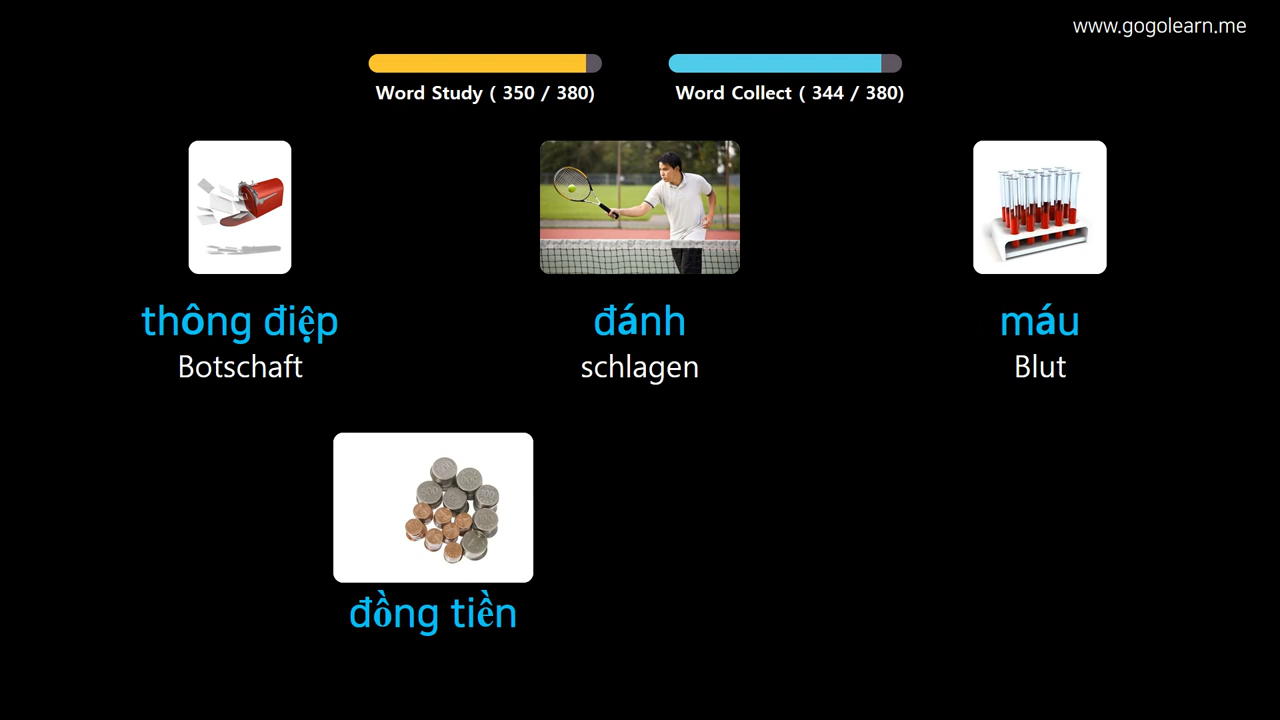 www.gogolearn.me
Word Study ( 350 / 380)
Word Collect ( 344 / 380)
thông điệp
Botschaft
đánh
schlagen
máu
Blut
đồng tiền